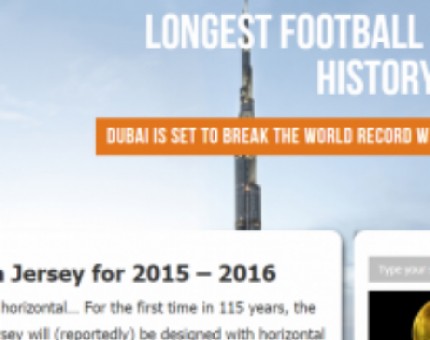 LONGEST FOOTBALL
HISTORY
DUBAI IS SET TO BREAK THE WORLD RECORD W
Jersey for 2015 – 2016
horizontal... For the first time in 115 years, the
sey will (reportedly) be designed with horizontal
Type your